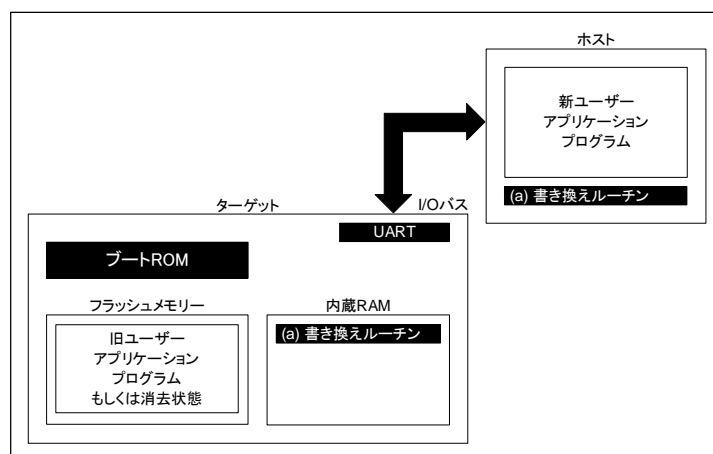 ホスト
新ユーザー
アプリケーション
プログラム
(a) 書き換えルーチン
ターゲット
I/Oバス
UART
ブートROM
フラッシュメモリー
内蔵RAM
旧ユーザー
アプリケーション
プログラム
もしくは消去状態
(a) 書き換えルーチン